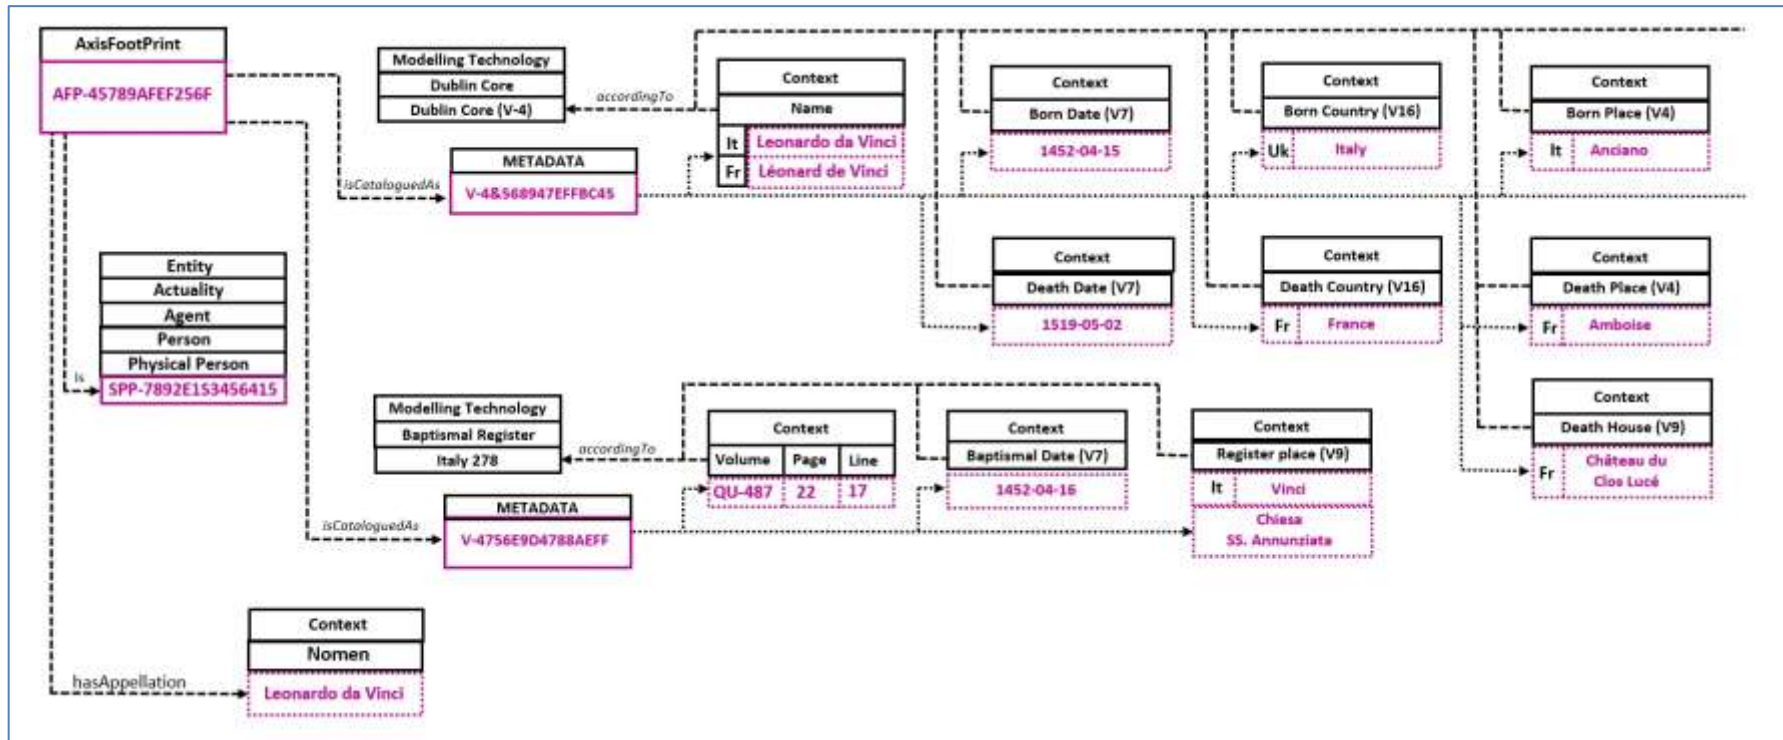 AxisFootPrint
AFP-45789AFEF256F
Modelling Technology
Dublin Core
Dublin Core (V-4)
accordingTo
Context
Name
It Leonardo da Vinci
Fr Léonard de Vinci
Context
Born Date (V7)
1452-04-15
Context
Born Country (V16)
Uk Italy
Context
Born Place (V4)
It Anciano
isCataloguedAs
METADATA
V-4&568947EFFBC45
Context
Death Date (V7)
1519-05-02
Context
Death Country (V16)
Fr France
Context
Death Place (V4)
Fr Amboise
Context
Death House (V9)
Fr Château du
Clos Lucé
Entity
Actuality
Agent
Person
Physical Person
Is
SPP-7892E153456415
Modelling Technology
Baptismal Register
Italy 278
accordingTo
Context
Volume Page Line
QU-487 22 17
Context
Baptismal Date (V7)
1452-04-16
Context
Register place (V9)
It Vinci
Chiesa
SS. Annunziata
isCataloguedAs
METADATA
V-4756E9D4788AEFF
hasAppellation
Context
Nomen
Leonardo da Vinci